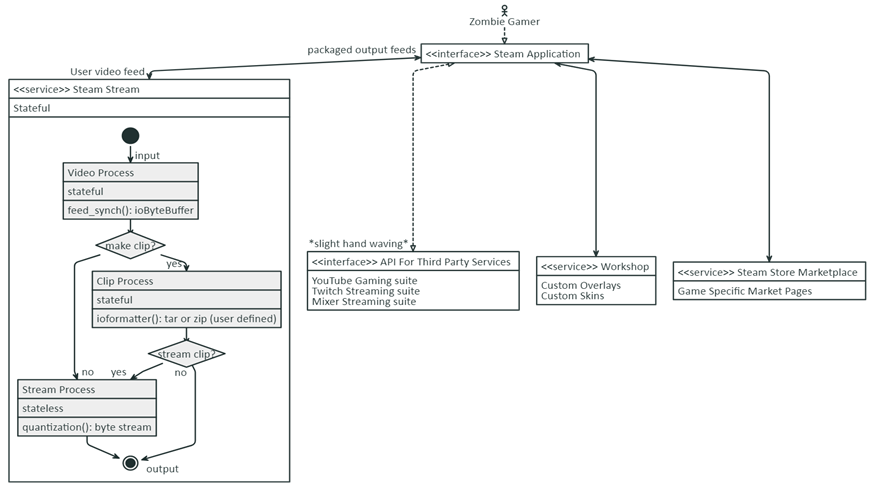 Zombie Gamer
<<interface>> Steam Application
packaged output feeds
User video feed
<<service>> Steam Stream
Stateful
input
Video Process
stateful
feed_synch(): ioByteBuffer
make clip?
yes
Clip Process
stateful
ioformatter(): tar or zip (user defined)
stream clip?
no
yes
no
Stream Process
stateless
quantization(): byte stream
output
*slight hand waving*
<<interface>> API For Third Party Services
YouTube Gaming suite
Twitch Streaming suite
Mixer Streaming suite
<<service>> Workshop
Custom Overlays
Custom Skins
<<service>> Steam Store Marketplace
Game Specific Market Pages